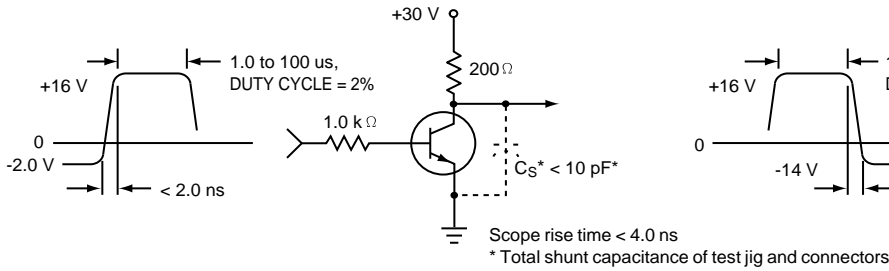 +30 V
200 Ω
1.0 to 100 us,
DUTY CYCLE = 2%
+16 V
0
-2.0 V
< 2.0 ns
1.0 k Ω
C_S* < 10 pF*
+16 V
0
-14 V
Scope rise time < 4.0 ns
* Total shunt capacitance of test jig and connectors